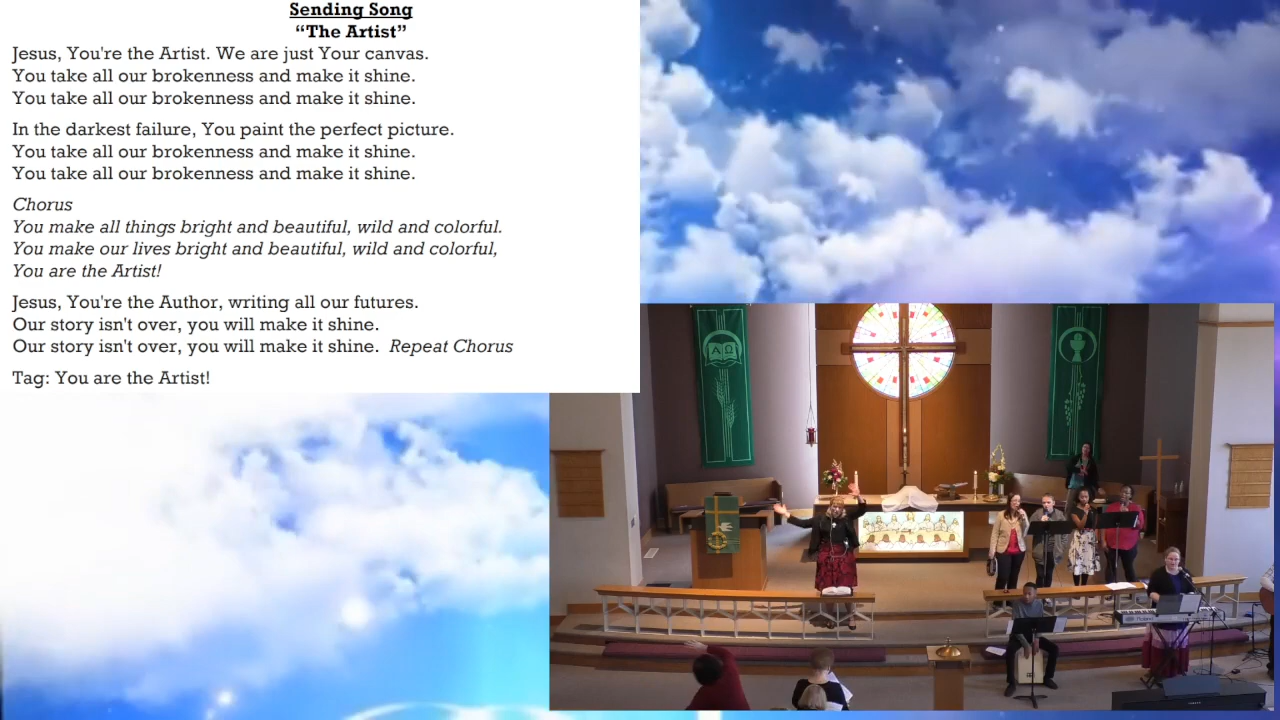 Sending Song
“The Artist”
Jesus, You're the Artist. We are just Your canvas.
You take all our brokenness and make it shine.
You take all our brokenness and make it shine.
In the darkest failure, You paint the perfect picture.
You take all our brokenness and make it shine.
You take all our brokenness and make it shine.
Chorus
You make all things bright and beautiful, wild and colorful.
You make our lives bright and beautiful, wild and colorful,
You are the Artist!
Jesus, You're the Author, writing all our futures.
Our story isn't over, you will make it shine.
Our story isn't over, you will make it shine.  Repeat Chorus
Tag: You are the Artist!
ΑΩ